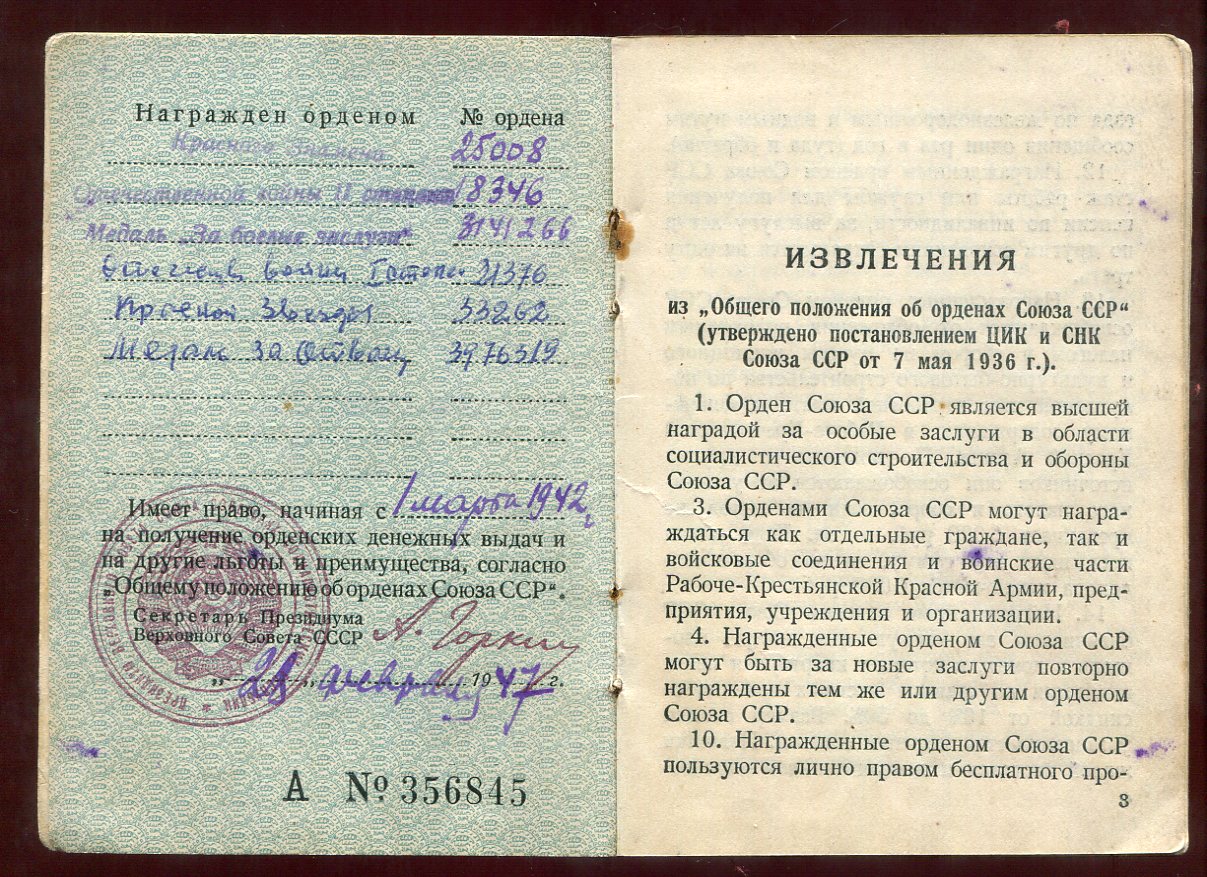 Награжден орденом № ордена
Красного Знамени 25008
Отечественной войны II степени 18346
Медаль „За боевые заслуги“ 3141266
войны 21376
Красной Звезды 33262
Медаль За Отвагу 3976319
Имеет право, начиная с 1 марта 1942 г.
на получение орденских денежных выдач и
на другие льготы и преимущества, согласно
„Общему положению об орденах Союза ССР“.
Секретарь Президиума
Верховного Совета СССР А. Горкин
„ “ февраля 1947 г.
А № 356845
ИЗВЛЕЧЕНИЯ
из „Общего положения об орденах Союза ССР“
(утверждено постановлением ЦИК и СНК
Союза ССР от 7 мая 1936 г.).
1. Орден Союза ССР является высшей
наградой за особые заслуги в области
социалистического строительства и обороны
Союза ССР.
3. Орденами Союза ССР могут награ-
ждаться как отдельные граждане, так и
войсковые соединения и воинские части
Рабоче-Крестьянской Красной Армии, пред-
приятия, учреждения и организации.
4. Награжденные орденом Союза ССР
могут быть за новые заслуги повторно
награждены тем же или другим орденом
Союза ССР.
10. Награжденные орденом Союза ССР
пользуются лично правом бесплатного про-
3